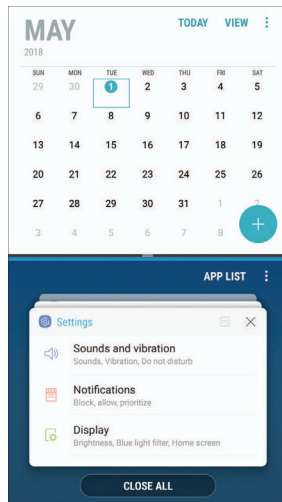 MAY TODAY VIEW
2018
SUN MON TUE WED THU FRI SAT
29 30 1 2 3 4 5
6 7 8 9 10 11 12
13 14 15 16 17 18 19
20 21 22 23 24 25 26
27 28 29 30 31 1 2
3 4 5 6 7 8
APP LIST
Settings
Sounds and vibration
Sounds, Vibration, Do not disturb
Notifications
Block, allow, prioritize
Display
Brightness, Blue light filter, Home screen
CLOSE ALL